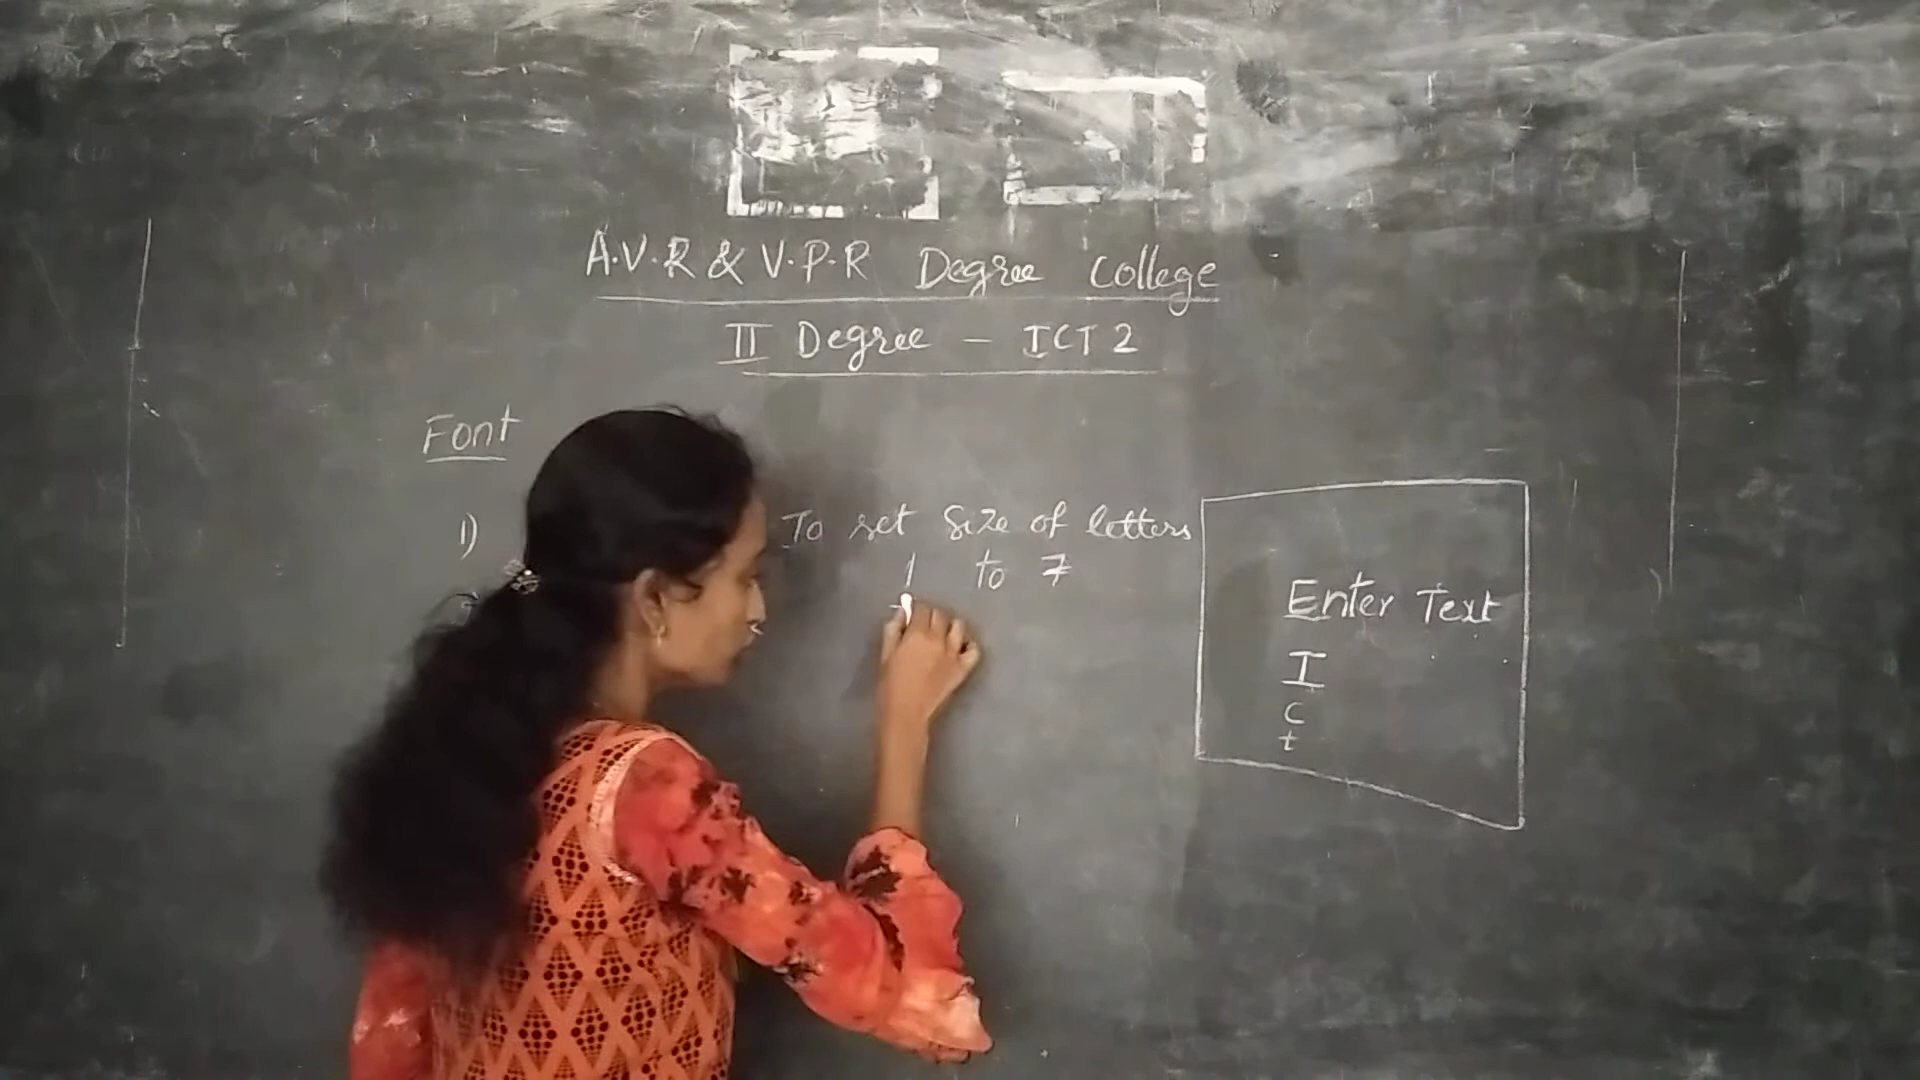 A.V.R & V.P.R Degree College
II Degree - ICT 2
Font
1) To set Size of letters
1 to 7
Enter Text
I
C
t